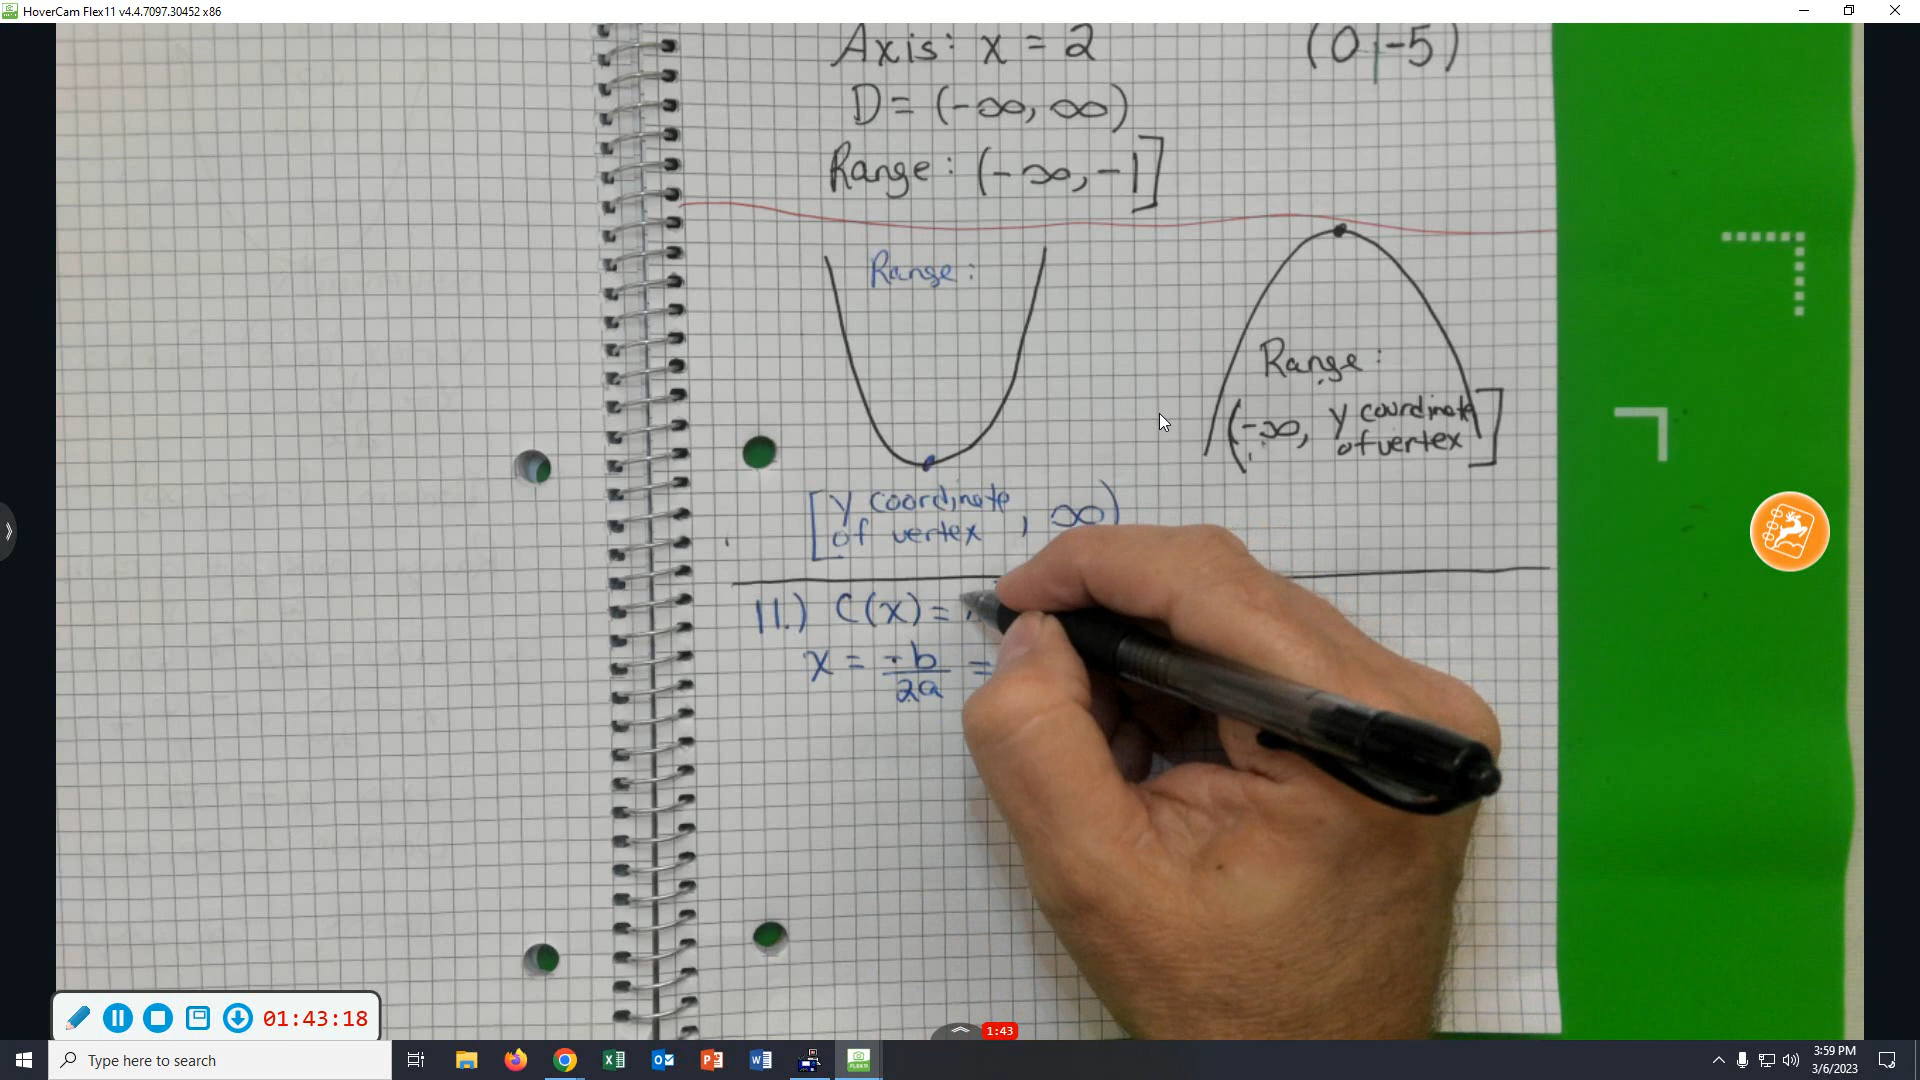 HoverCam Flex11 v4.4.7097.30452 x86
Axis: x = 2
(0,-5)
D = (-∞, ∞)
Range: (-∞, -1]
Range:
Range:
(-∞, y coordinate
of vertex]
[y coordinate
of vertex, ∞)
11.) C(x) =
x = -b/2a =
01:43:18
1:43
Type here to search
3:59 PM
3/6/2023